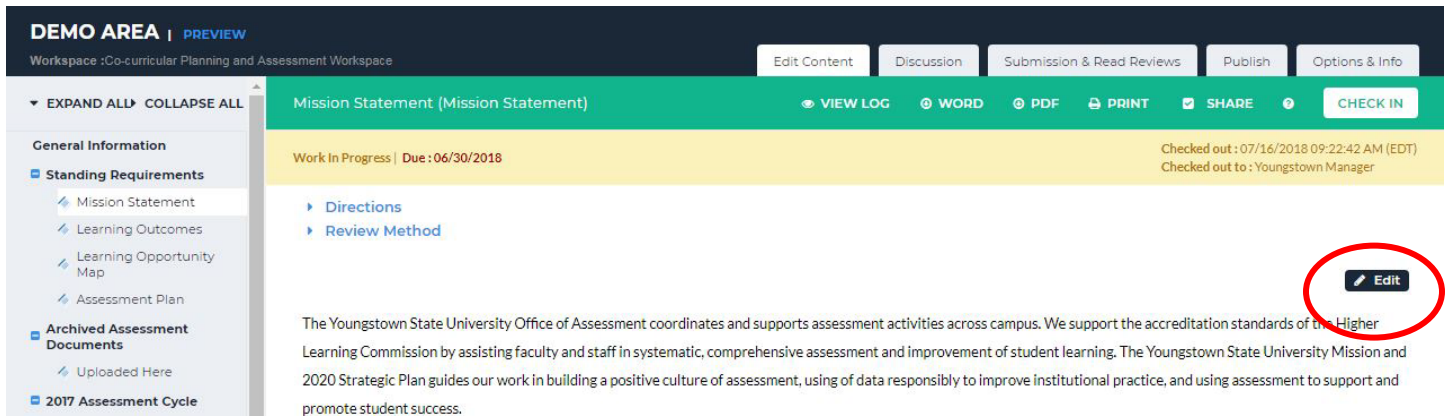 DEMO AREA | PREVIEW
Workspace :Co-curricular Planning and Assessment Workspace
Edit Content
Discussion
Submission & Read Reviews
Publish
Options & Info
EXPAND ALL COLLAPSE ALL
Mission Statement (Mission Statement)
VIEW LOG
WORD
PDF
PRINT
SHARE
?
CHECK IN
General Information
Standing Requirements
Mission Statement
Learning Outcomes
Learning Opportunity
Map
Assessment Plan
Archived Assessment
Documents
Uploaded Here
2017 Assessment Cycle
Work In Progress | Due : 06/30/2018
Checked out : 07/16/2018 09:22:42 AM (EDT)
Checked out to : Youngstown Manager
Directions
Review Method
Edit
The Youngstown State University Office of Assessment coordinates and supports assessment activities across campus. We support the accreditation standards of the Higher
Learning Commission by assisting faculty and staff in systematic, comprehensive assessment and improvement of student learning. The Youngstown State University Mission and
2020 Strategic Plan guides our work in building a positive culture of assessment, using of data responsibly to improve institutional practice, and using assessment to support and
promote student success.